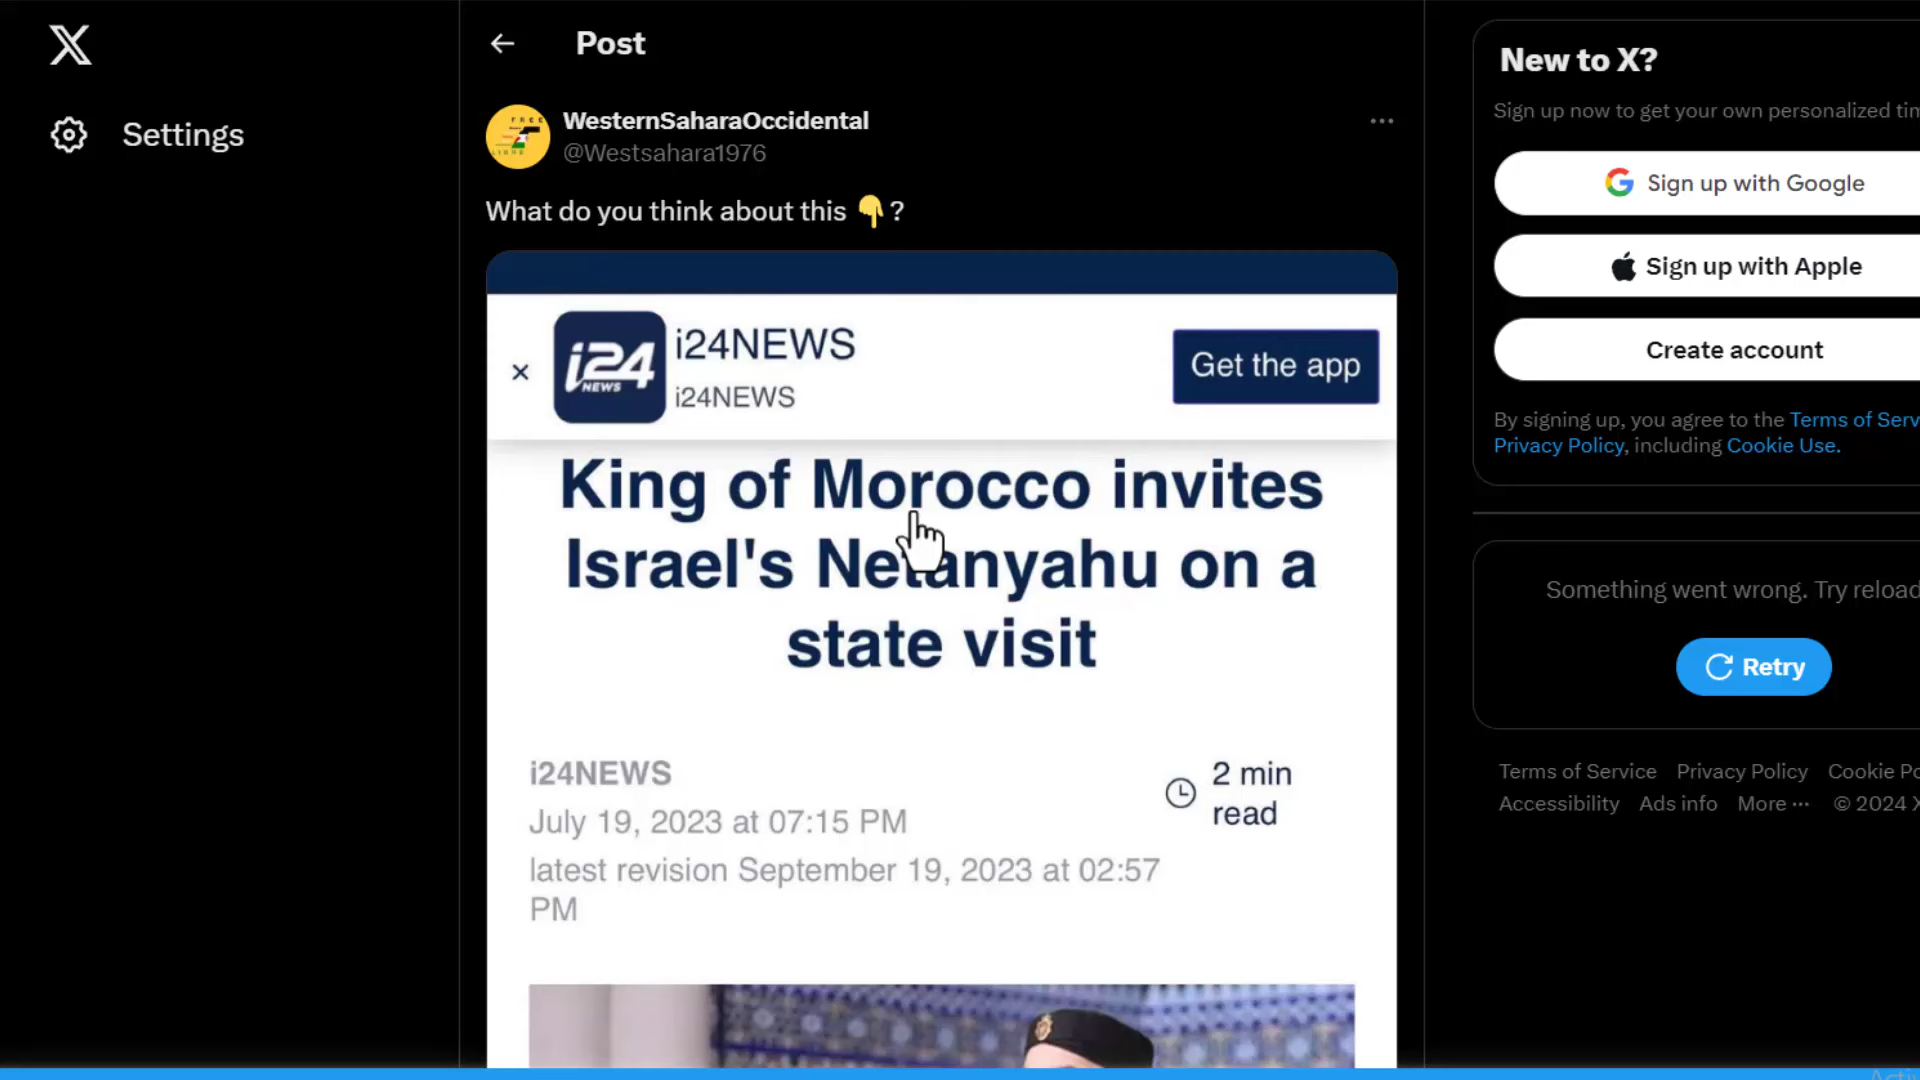 Post
Settings
WesternSaharaOccidental
@Westsahara1976
What do you think about this 👇?
FREE
LIBRE
i24
NEWS
i24NEWS
i24NEWS
Get the app
King of Morocco invites
Israel's Netanyahu on a
state visit
i24NEWS
July 19, 2023 at 07:15 PM
latest revision September 19, 2023 at 02:57
PM
2 min
read
New to X?
Sign up now to get your own personalized tim
Sign up with Google
Sign up with Apple
Create account
By signing up, you agree to the Terms of Serv
Privacy Policy, including Cookie Use.
Something went wrong. Try reload
Retry
Terms of Service Privacy Policy Cookie Po
Accessibility Ads info More ··· © 2024 X